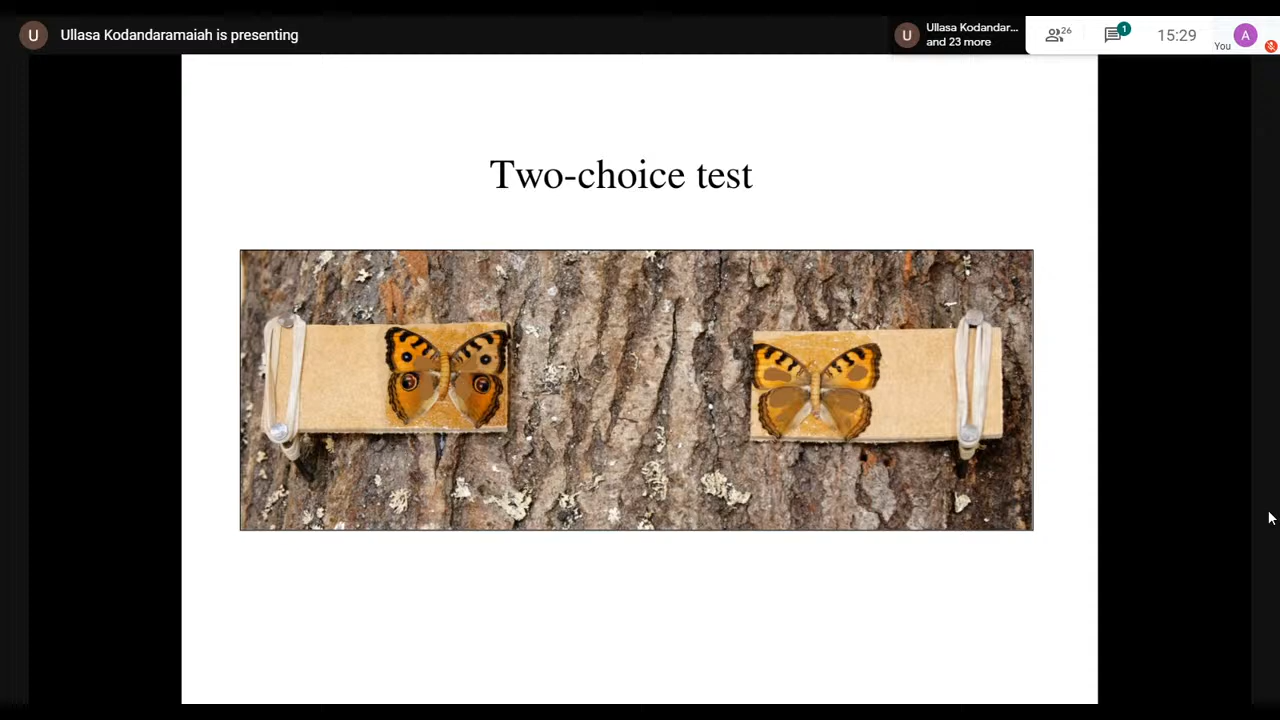 U
Ullasa Kodandaramaiah is presenting
U
Ullasa Kodandar...
and 23 more
26
1
15:29
You
A
Two-choice test